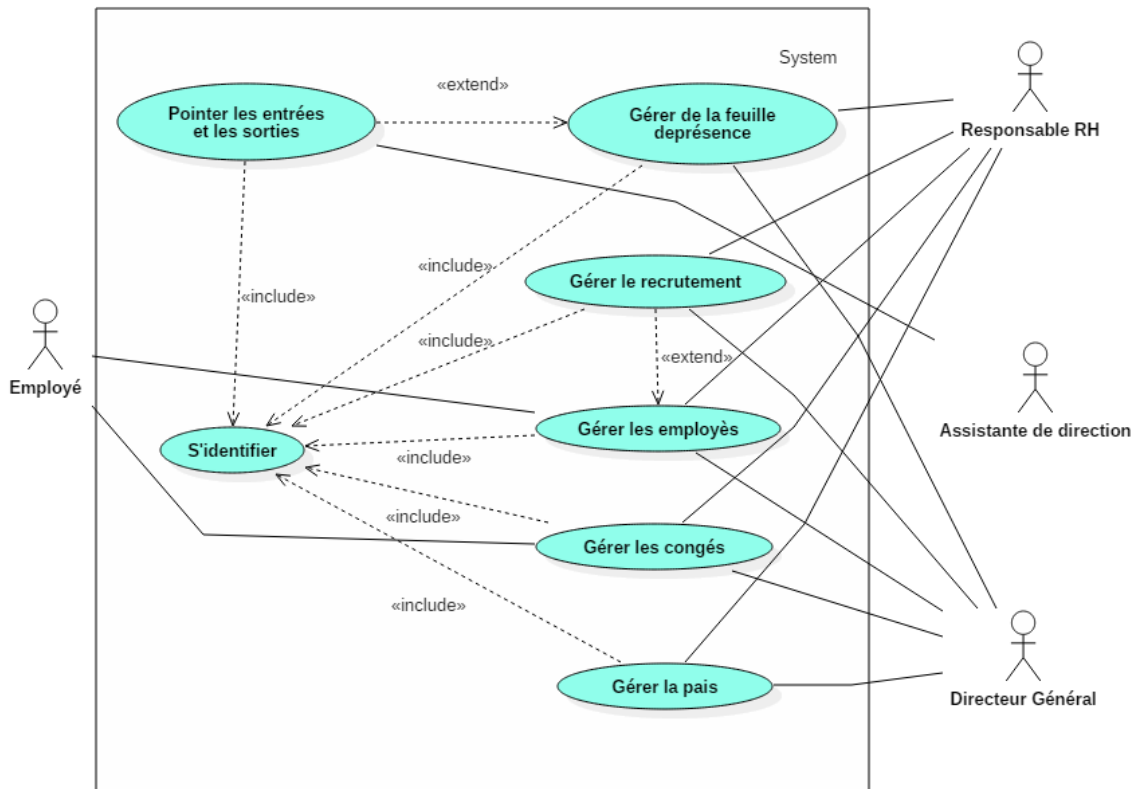 System
«extend»
Pointer les entrées
et les sorties
Gérer de la feuille
deprésence
Responsable RH
«include»
Gérer le recrutement
«include»
«include»
«extend»
Employé
Gérer les employès
Assistante de direction
S'identifier
«include»
«include»
Gérer les congés
«include»
Gérer la pais
Directeur Général